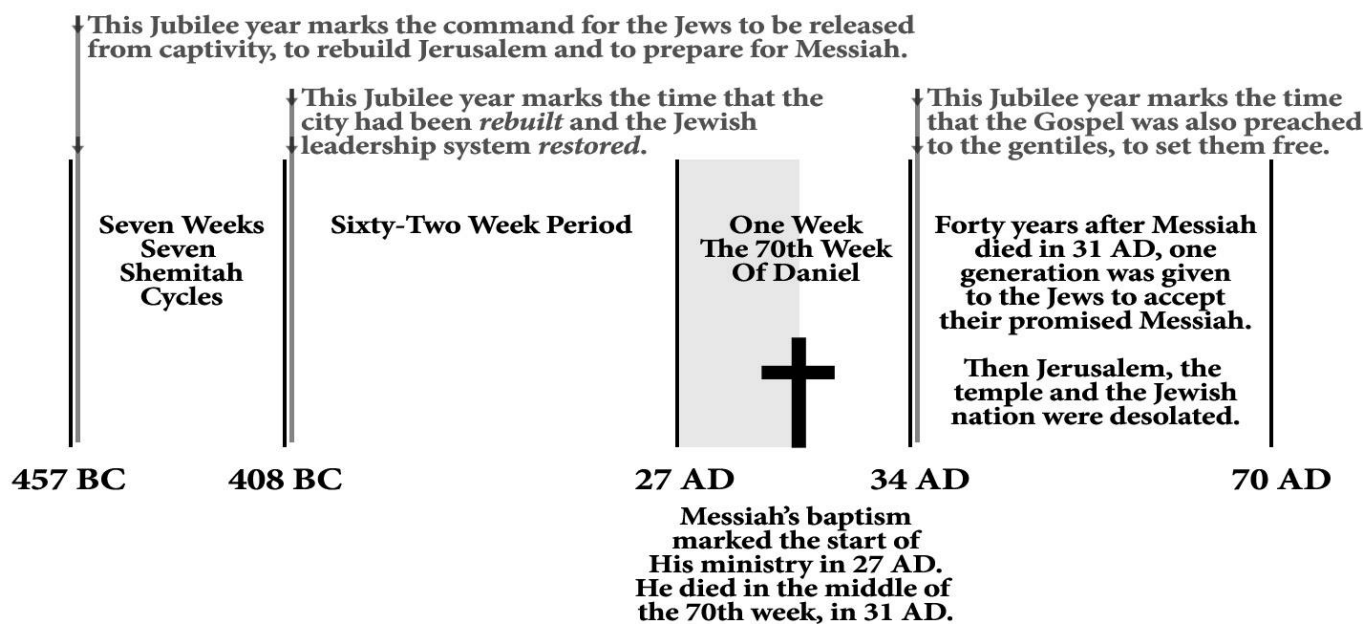 This Jubilee year marks the command for the Jews to be released
from captivity, to rebuild Jerusalem and to prepare for Messiah.
This Jubilee year marks the time that the
city had been rebuilt and the Jewish
leadership system restored.
This Jubilee year marks the time
that the Gospel was also preached
to the gentiles, to set them free.
Seven Weeks
Seven
Shemitah
Cycles
Sixty-Two Week Period
One Week
The 70th Week
Of Daniel
Forty years after Messiah
died in 31 AD, one
generation was given
to the Jews to accept
their promised Messiah.
Then Jerusalem, the
temple and the Jewish
nation were desolated.
457 BC
408 BC
27 AD
34 AD
70 AD
Messiah's baptism
marked the start of
His ministry in 27 AD.
He died in the middle of
the 70th week, in 31 AD.